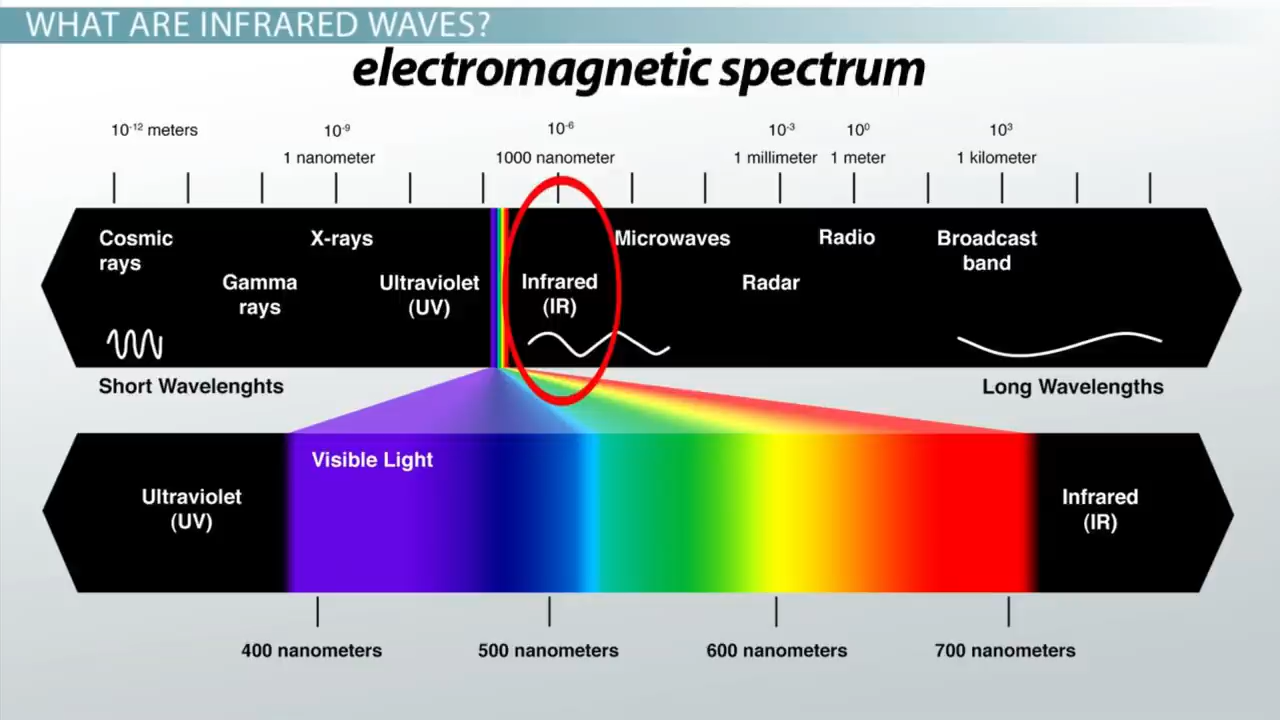 WHAT ARE INFRARED WAVES?
electromagnetic spectrum
10⁻¹² meters
10⁻⁹
10⁻⁶
10⁻³
10⁰
10³
1 nanometer
1000 nanometer
1 millimeter
1 meter
1 kilometer
Cosmic
rays
Gamma
rays
X-rays
Ultraviolet
(UV)
Infrared
(IR)
Microwaves
Radar
Radio
Broadcast
band
Short Wavelenghts
Long Wavelengths
Visible Light
Ultraviolet
(UV)
Infrared
(IR)
400 nanometers
500 nanometers
600 nanometers
700 nanometers